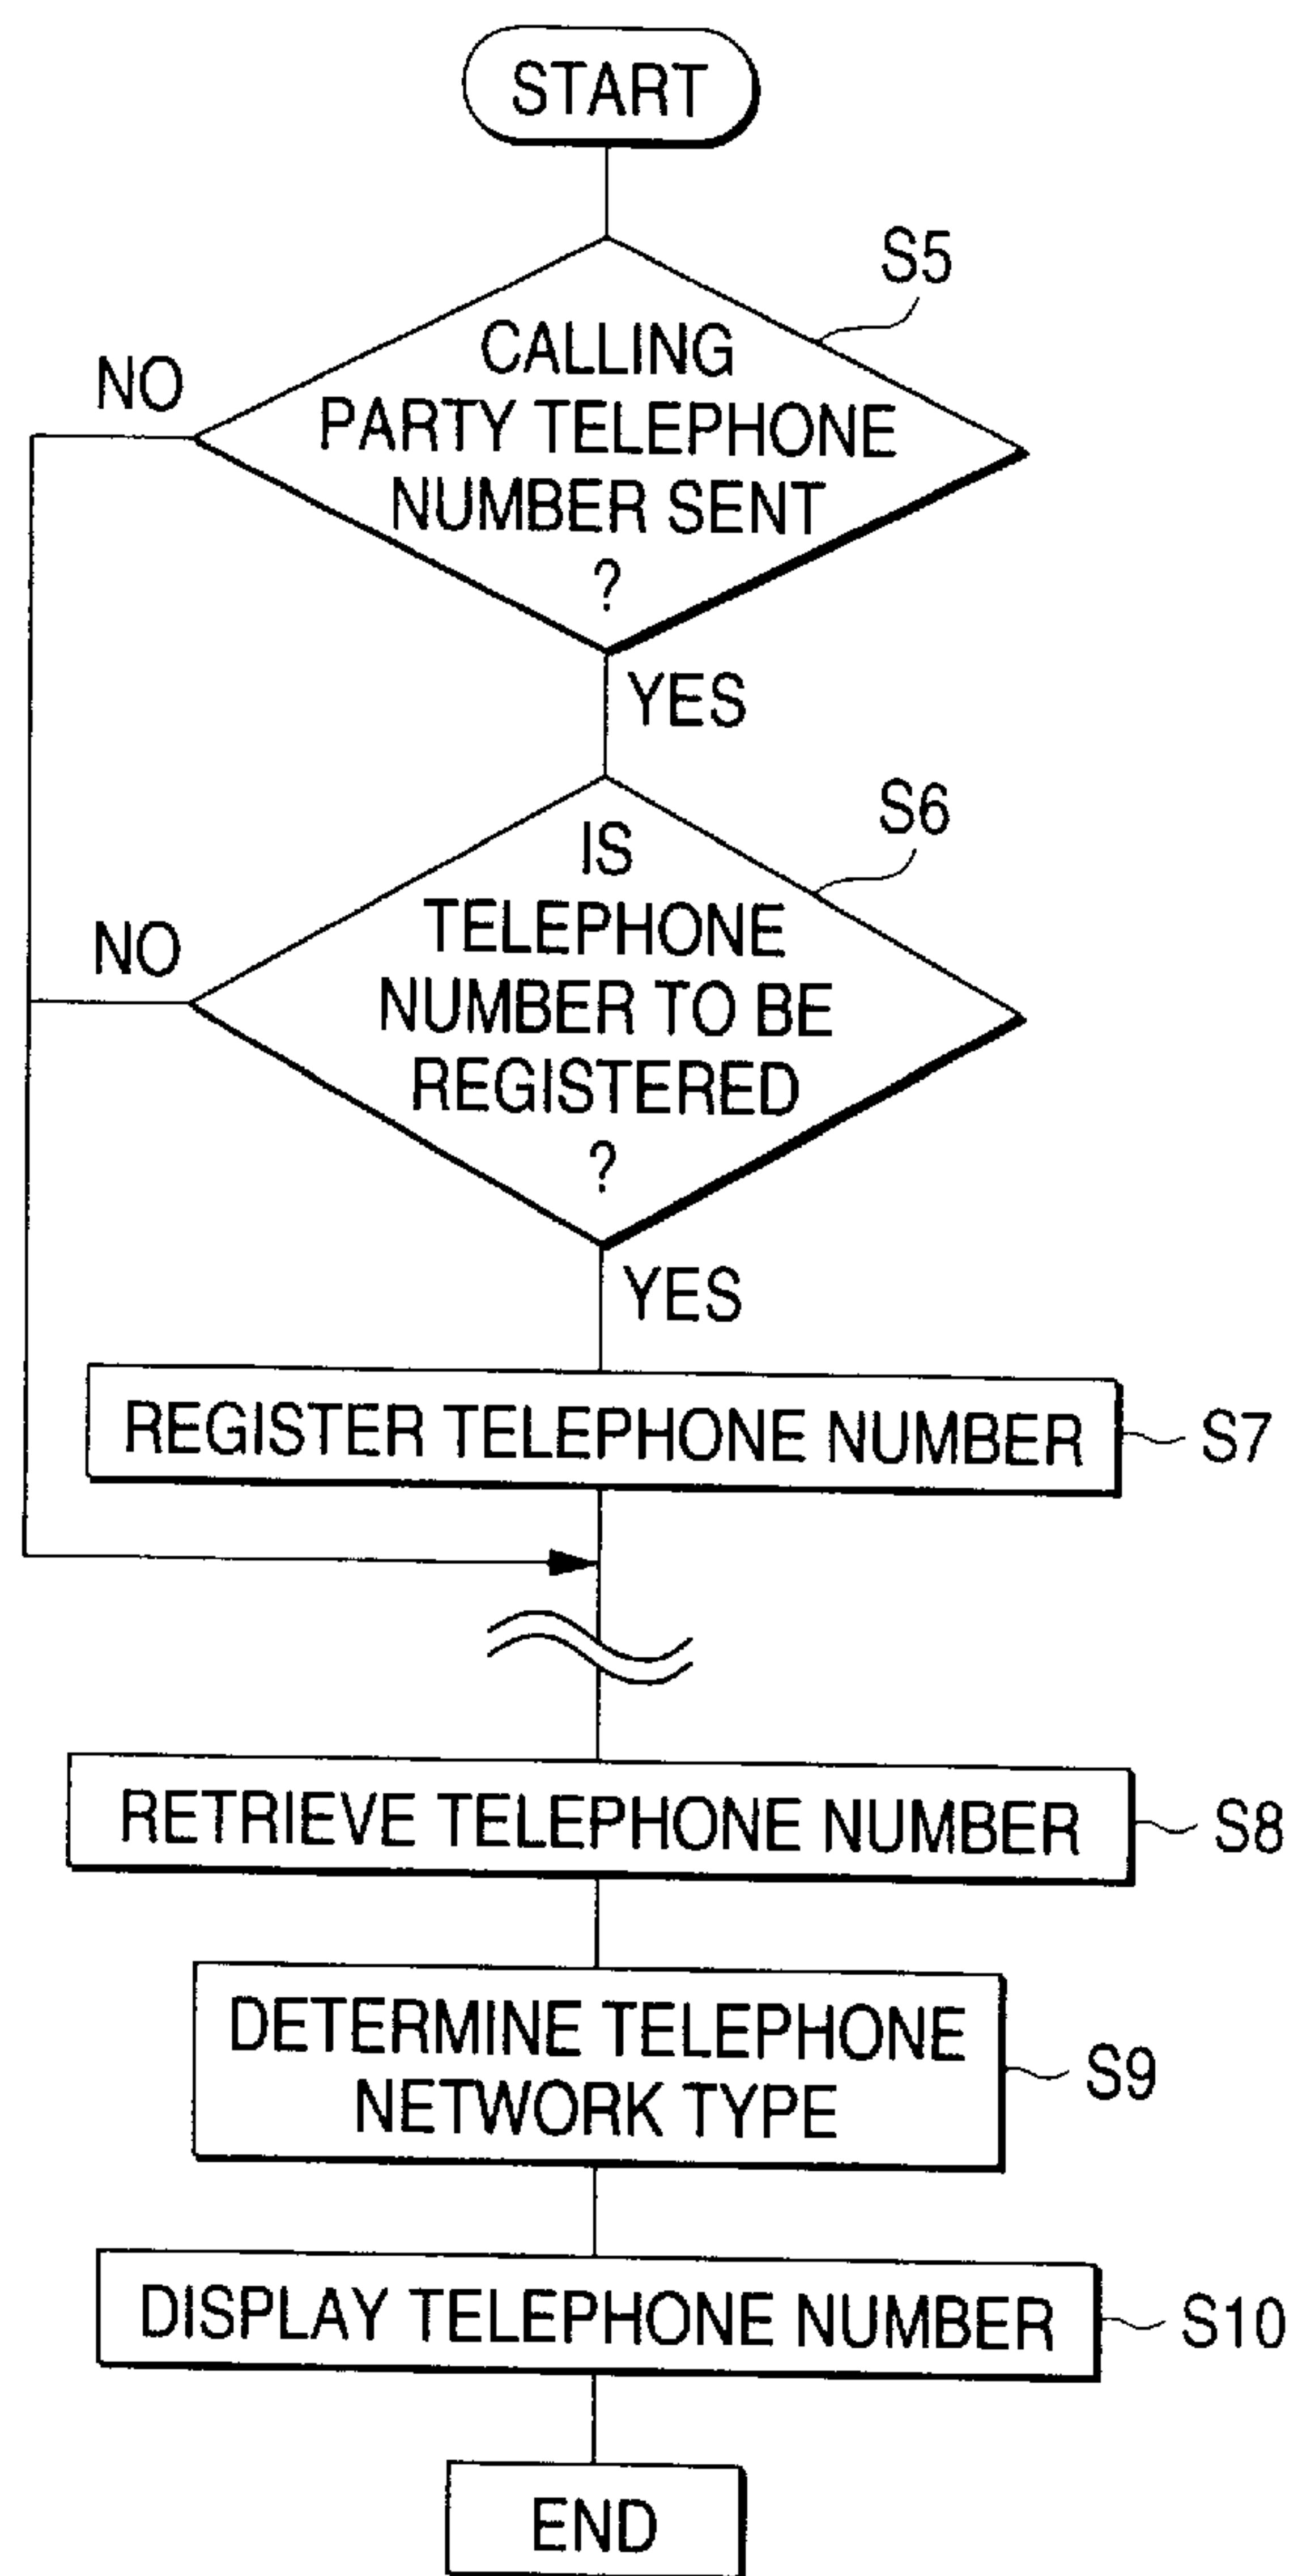 START
S5
CALLING
PARTY TELEPHONE
NUMBER SENT
?
NO
YES
S6
IS
TELEPHONE
NUMBER TO BE
REGISTERED
?
NO
YES
REGISTER TELEPHONE NUMBER
S7
RETRIEVE TELEPHONE NUMBER
S8
DETERMINE TELEPHONE
NETWORK TYPE
S9
DISPLAY TELEPHONE NUMBER
S10
END